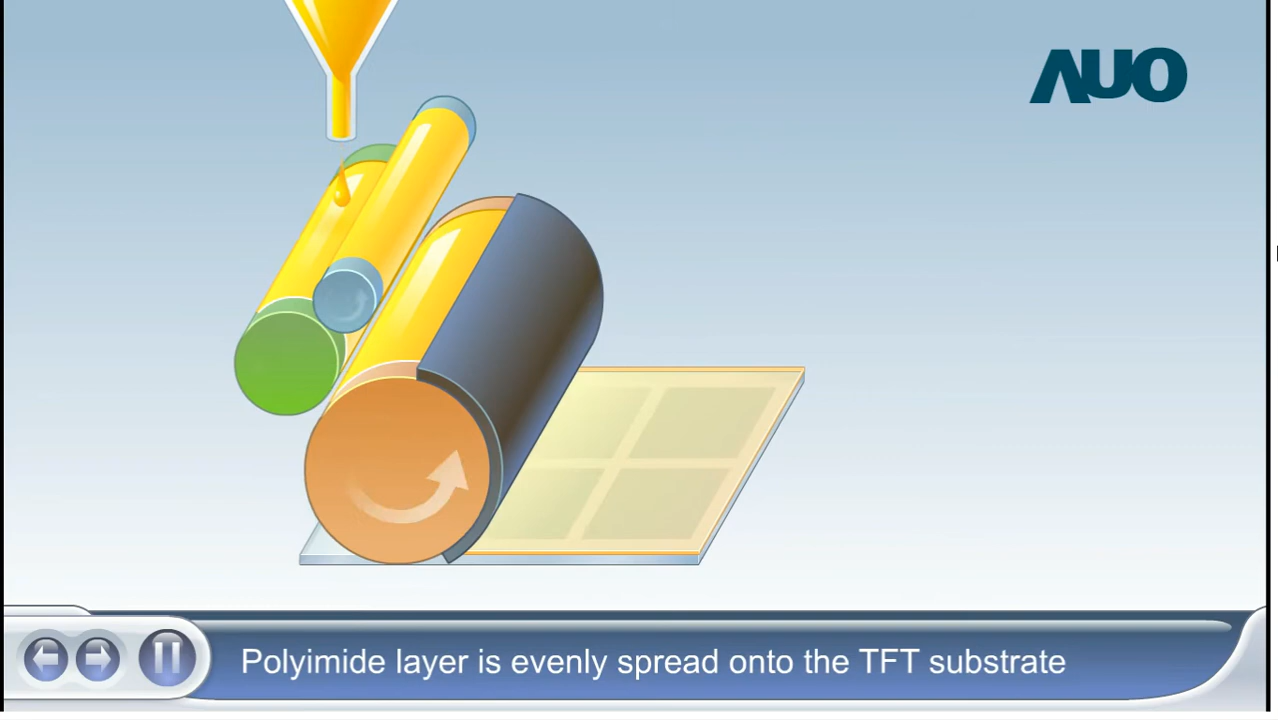 AUO
Polyimide layer is evenly spread onto the TFT substrate